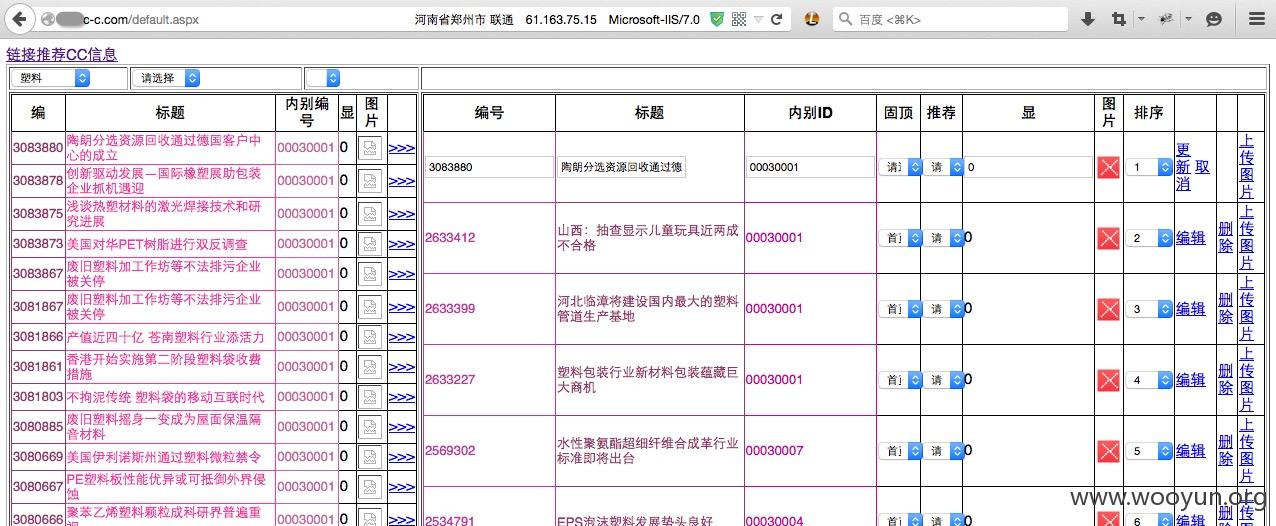 c-c.com/default.aspx 河南省郑州市 联通 61.163.75.15 Microsoft-IIS/7.0 百度 <⌘K>
链接推荐CC信息
塑料 请选择
编 标题 内别编号 显 图片
3083880 陶朗分选资源回收通过德国客户中心的成立 00030001 0 >>>
3083878 创新驱动发展—国际橡塑展助包装企业抓机遇迎 00030001 0 >>>
3083875 浅谈热塑材料的激光焊接技术和研究进展 00030001 0 >>>
3083873 美国对华PET树脂进行双反调查 00030001 0 >>>
3083867 废旧塑料加工作坊等不法排污企业被关停 00030001 0 >>>
3081867 废旧塑料加工作坊等不法排污企业被关停 00030001 0 >>>
3081866 产值近四十亿 苍南塑料行业添活力 00030001 0 >>>
3081861 香港开始实施第二阶段塑料袋收费措施 00030001 0 >>>
3081803 不拘泥传统 塑料袋的移动互联时代 00030001 0 >>>
3080885 废旧塑料摇身一变成为屋面保温隔音材料 00030001 0 >>>
3080669 美国伊利诺斯州通过塑料微粒禁令 00030001 0 >>>
3080667 PE塑料板性能优异或可抵御外界侵蚀 00030001 0 >>>
3080666 聚苯乙烯塑料颗粒成科研界普遍重 00030001 0 >>>
编号 标题 内别ID 固顶 推荐 显 图片 排序
3083880 陶朗分选资源回收通过德 00030001 请 请 0 1 更新 取消 上传图片
2633412 山西：抽查显示儿童玩具近两成不合格 00030001 首 请 0 2 编辑 删除 上传图片
2633399 河北临漳将建设国内最大的塑料管道生产基地 00030001 首 请 0 3 编辑 删除 上传图片
2633227 塑料包装行业新材料包装蕴藏巨大商机 00030001 首 请 0 4 编辑 删除 上传图片
2569302 水性聚氨酯超细纤维合成革行业标准即将出台 00030007 首 请 0 5 编辑 删除 上传图片
2534791 EPS泡沫塑料发展势头良好 00030004 首 请 0 6 编辑 删 上传
www.wooyun.org